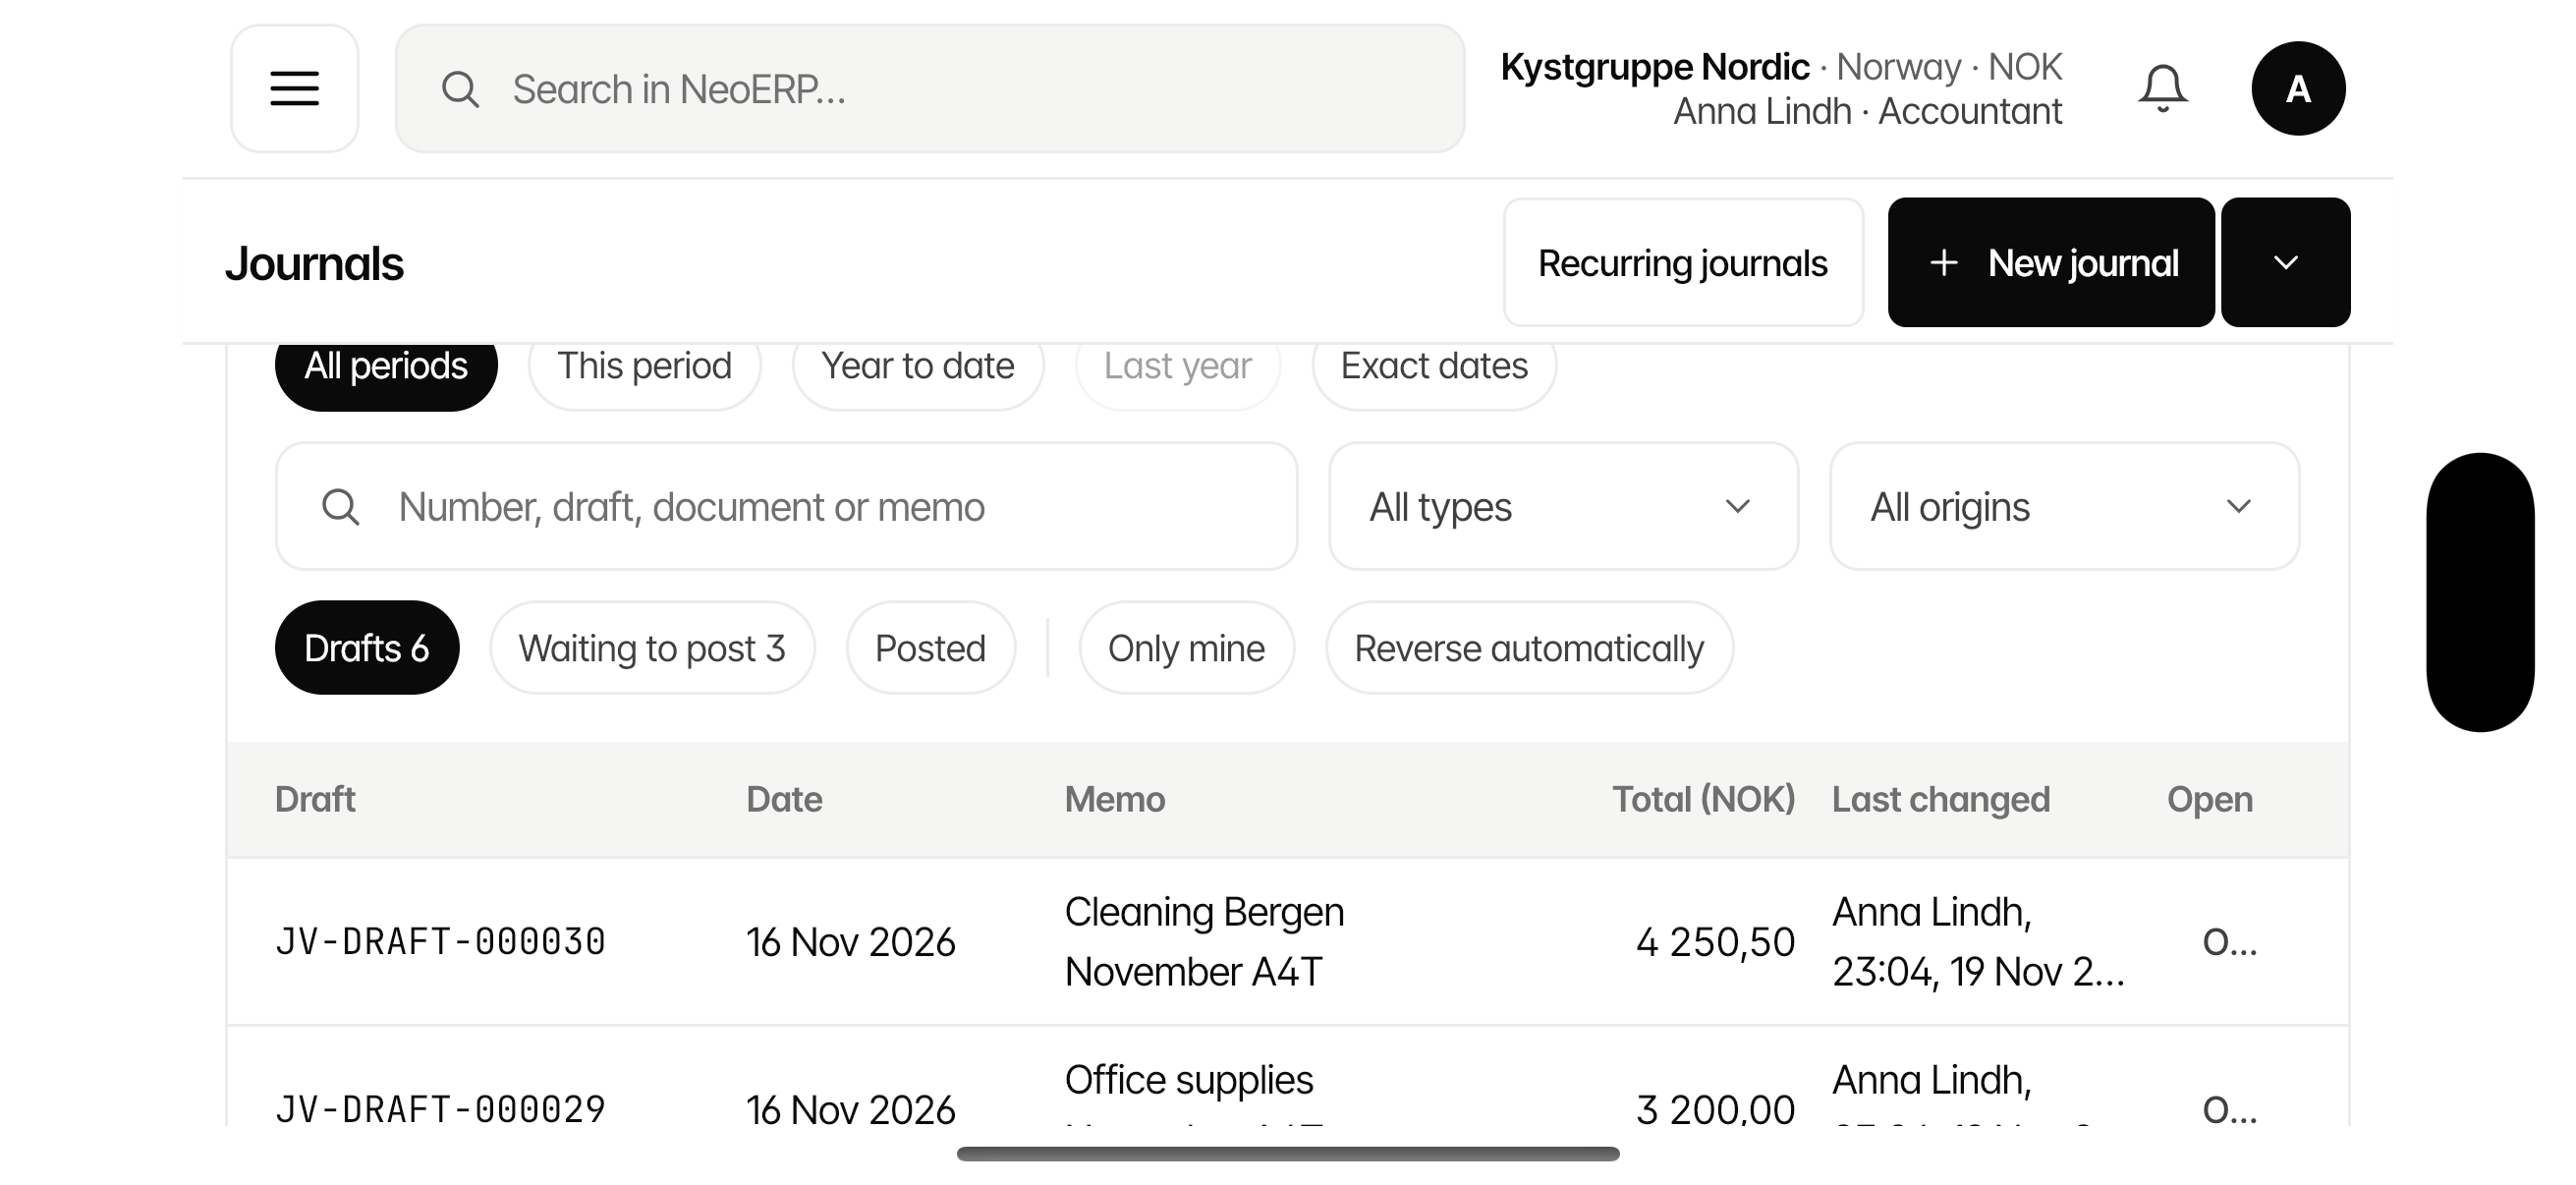 Search in NeoERP...
Kystgruppe Nordic · Norway · NOK
Anna Lindh · Accountant
A
Journals
Recurring journals
New journal
All periods
This period
Year to date
Last year
Exact dates
Number, draft, document or memo
All types
All origins
Drafts 6
Waiting to post 3
Posted
Only mine
Reverse automatically
Draft
Date
Memo
Total (NOK)
Last changed
Open
JV-DRAFT-000030
16 Nov 2026
Cleaning Bergen
November A4T
4 250,50
Anna Lindh,
23:04, 19 Nov 2...
O...
JV-DRAFT-000029
16 Nov 2026
Office supplies
3 200,00
Anna Lindh,
O...